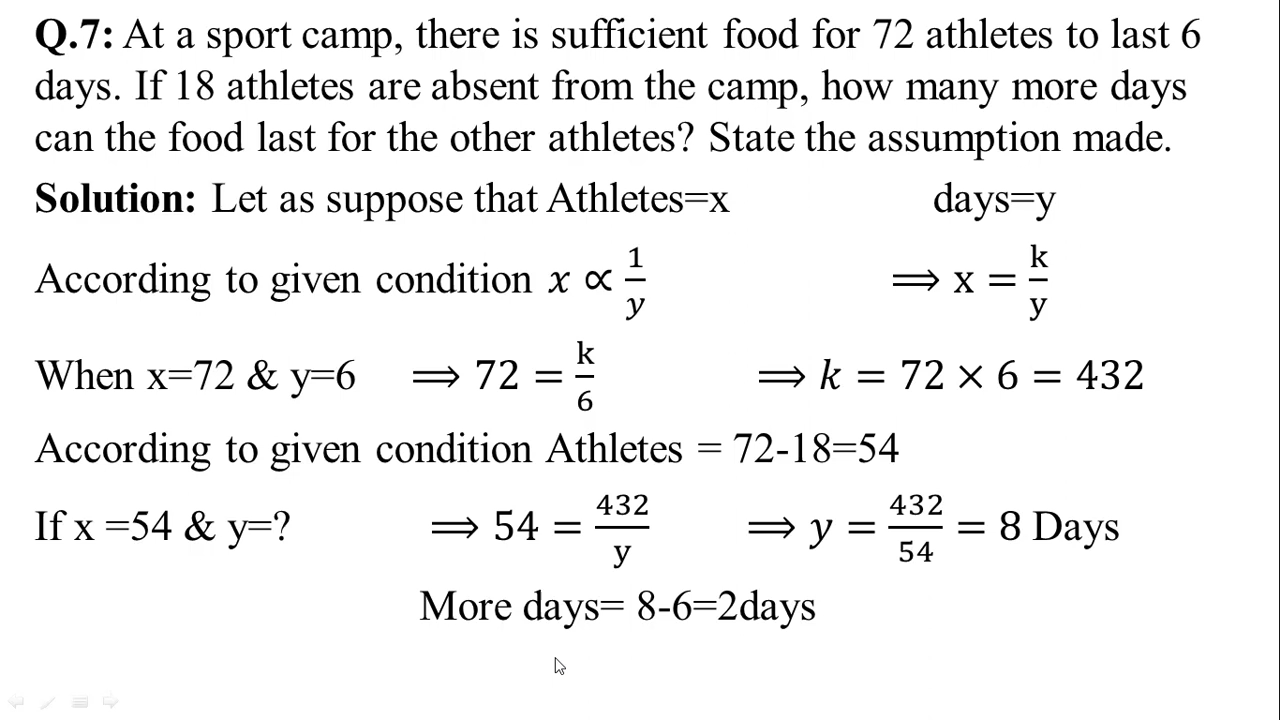 Q.7: At a sport camp, there is sufficient food for 72 athletes to last 6
days. If 18 athletes are absent from the camp, how many more days
can the food last for the other athletes? State the assumption made.
Solution: Let as suppose that Athletes=x days=y
According to given condition x ∝ 1/y ⟹ x = k/y
When x=72 & y=6 ⟹ 72 = k/6 ⟹ k = 72 × 6 = 432
According to given condition Athletes = 72-18=54
If x =54 & y=? ⟹ 54 = 432/y ⟹ y = 432/54 = 8 Days
More days= 8-6=2days